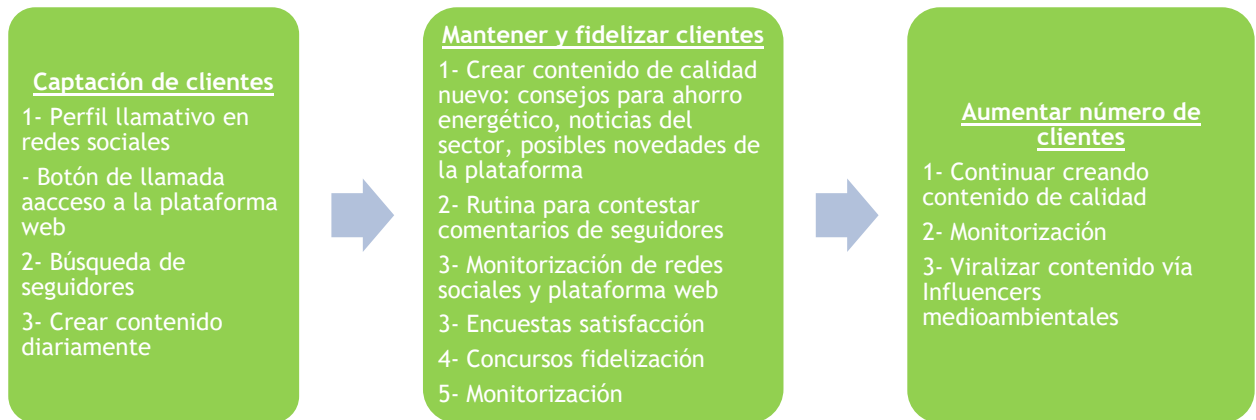 Captación de clientes
1- Perfil llamativo en
redes sociales
- Botón de llamada
aacceso a la plataforma
web
2- Búsqueda de
seguidores
3- Crear contenido
diariamente
Mantener y fidelizar clientes
1- Crear contenido de calidad
nuevo: consejos para ahorro
energético, noticias del
sector, posibles novedades de
la plataforma
2- Rutina para contestar
comentarios de seguidores
3- Monitorización de redes
sociales y plataforma web
3- Encuestas satisfacción
4- Concursos fidelización
5- Monitorización
Aumentar número de
clientes
1- Continuar creando
contenido de calidad
2- Monitorización
3- Viralizar contenido vía
Influencers
medioambientales